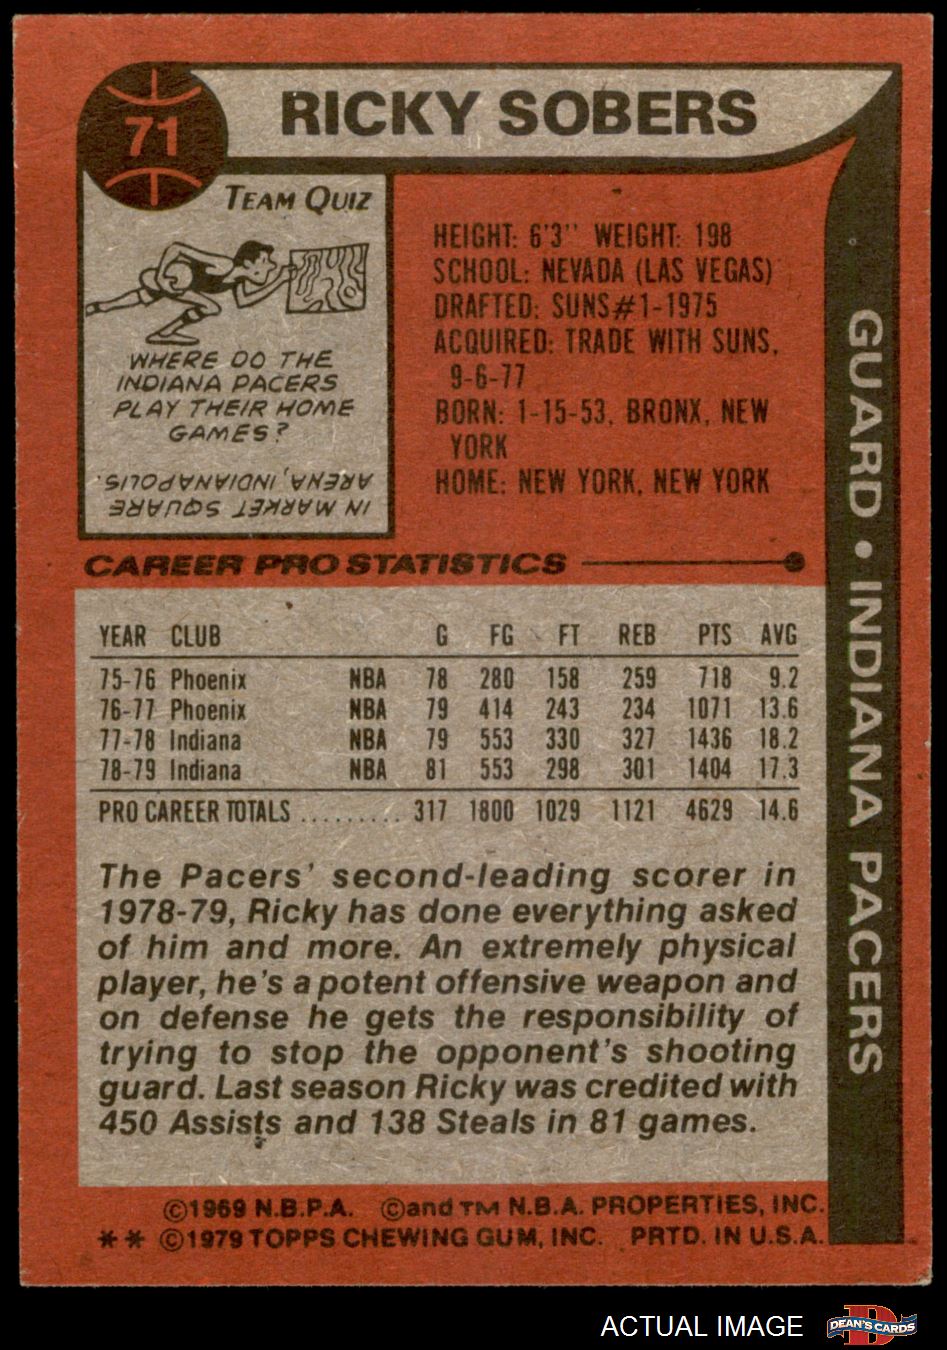 71
RICKY SOBERS
TEAM QUIZ
WHERE DO THE
INDIANA PACERS
PLAY THEIR HOME
GAMES?
IN MARKET SQUARE
ARENA, INDIANAPOLIS.
HEIGHT: 6'3" WEIGHT: 198
SCHOOL: NEVADA (LAS VEGAS)
DRAFTED: SUNS#1-1975
ACQUIRED: TRADE WITH SUNS,
9-6-77
BORN: 1-15-53, BRONX, NEW
YORK
HOME: NEW YORK, NEW YORK
GUARD • INDIANA PACERS
CAREER PRO STATISTICS
YEAR CLUB G FG FT REB PTS AVG
75-76 Phoenix NBA 78 280 158 259 718 9.2
76-77 Phoenix NBA 79 414 243 234 1071 13.6
77-78 Indiana NBA 79 553 330 327 1436 18.2
78-79 Indiana NBA 81 553 298 301 1404 17.3
PRO CAREER TOTALS ......... 317 1800 1029 1121 4629 14.6
The Pacers' second-leading scorer in
1978-79, Ricky has done everything asked
of him and more. An extremely physical
player, he's a potent offensive weapon and
on defense he gets the responsibility of
trying to stop the opponent's shooting
guard. Last season Ricky was credited with
450 Assists and 138 Steals in 81 games.
©1969 N.B.P.A. ©and TM N.B.A. PROPERTIES, INC.
** ©1979 TOPPS CHEWING GUM, INC. PRTD. IN U.S.A.
ACTUAL IMAGE
D
DEAN'S CARDS